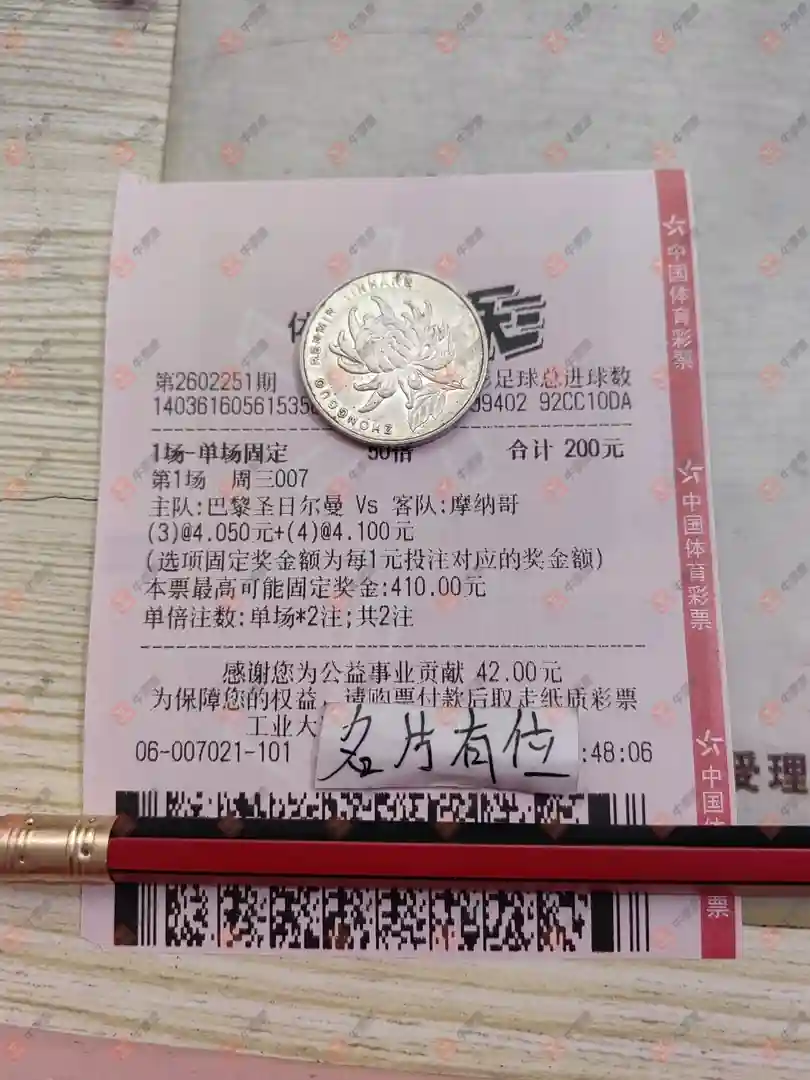 体
第2602251期 足球总进球数
1403616056153 9402 92CC10DA
1场-单场固定 50倍 合计 200元
第1场 周三007
主队:巴黎圣日尔曼 Vs 客队:摩纳哥
(3)@4.050元+(4)@4.100元
(选项固定奖金额为每1元投注对应的奖金额)
本票最高可能固定奖金:410.00元
单倍注数:单场*2注;共2注
感谢您为公益事业贡献 42.00元
为保障您的权益,请购票付款后取走纸质彩票
工业大
06-007021-101 :48:06
名片有位
ZHONGGUO RENMIN YINHANG
中国体育彩票
中国体育彩票
中国体 票
受理